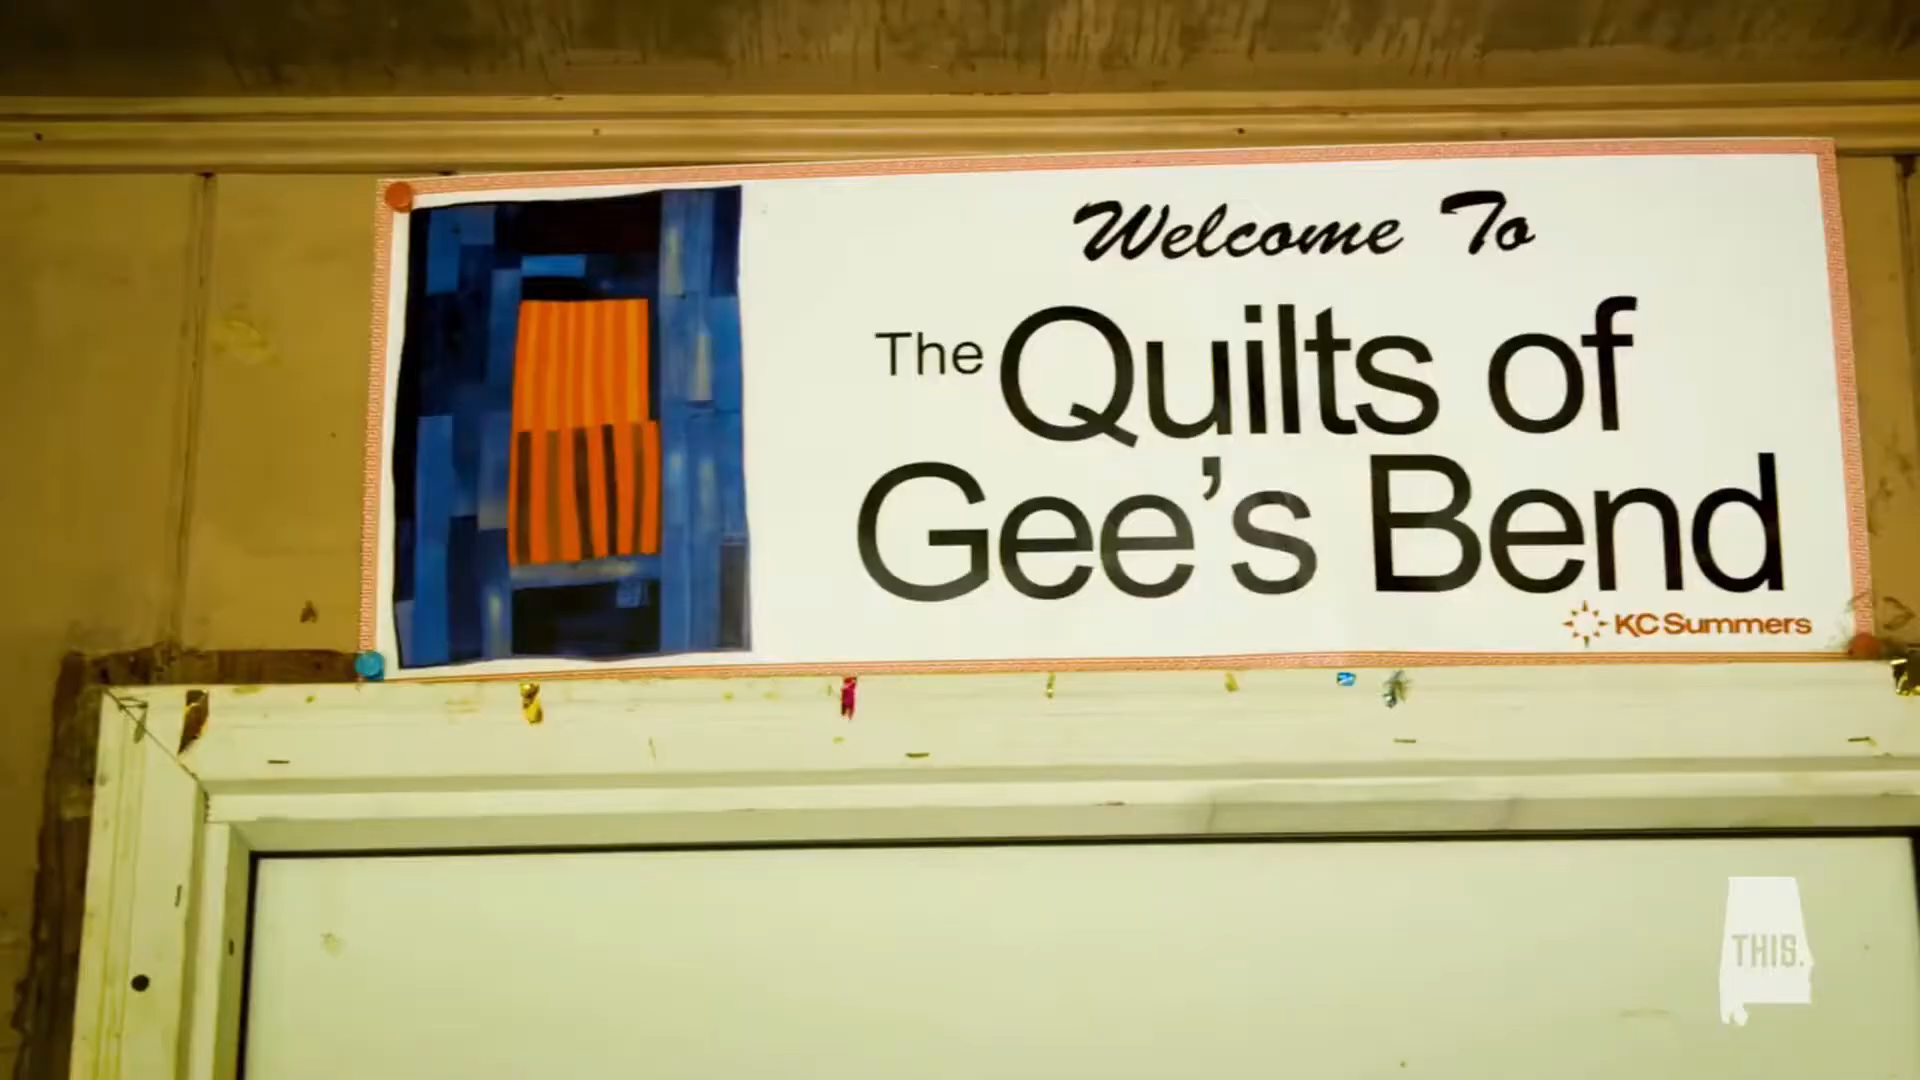 Welcome To
The Quilts of
Gee's Bend
KC Summers
THIS.